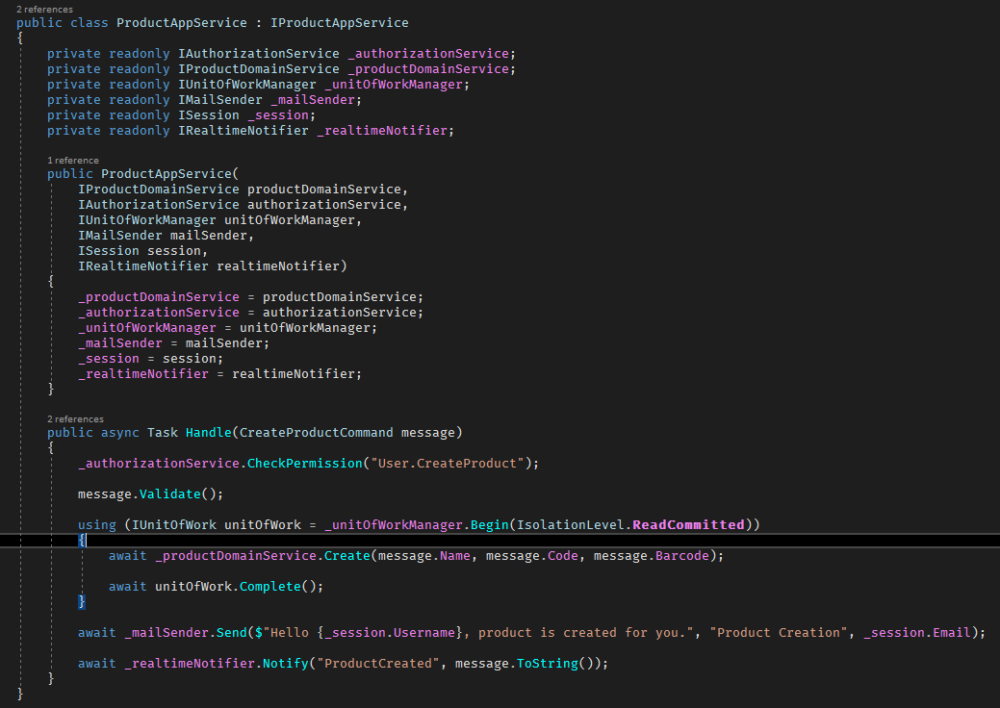 2 references
public class ProductAppService : IProductAppService
{
private readonly IAuthorizationService _authorizationService;
private readonly IProductDomainService _productDomainService;
private readonly IUnitOfWorkManager _unitOfWorkManager;
private readonly IMailSender _mailSender;
private readonly ISession _session;
private readonly IRealtimeNotifier _realtimeNotifier;
1 reference
public ProductAppService(
IProductDomainService productDomainService,
IAuthorizationService authorizationService,
IUnitOfWorkManager unitOfWorkManager,
IMailSender mailSender,
ISession session,
IRealtimeNotifier realtimeNotifier)
{
_productDomainService = productDomainService;
_authorizationService = authorizationService;
_unitOfWorkManager = unitOfWorkManager;
_mailSender = mailSender;
_session = session;
_realtimeNotifier = realtimeNotifier;
}
2 references
public async Task Handle(CreateProductCommand message)
{
_authorizationService.CheckPermission("User.CreateProduct");
message.Validate();
using (IUnitOfWork unitOfWork = _unitOfWorkManager.Begin(IsolationLevel.ReadCommitted))
{
await _productDomainService.Create(message.Name, message.Code, message.Barcode);
await unitOfWork.Complete();
}
await _mailSender.Send($"Hello {_session.Username}, product is created for you.", "Product Creation", _session.Email);
await _realtimeNotifier.Notify("ProductCreated", message.ToString());
}
}